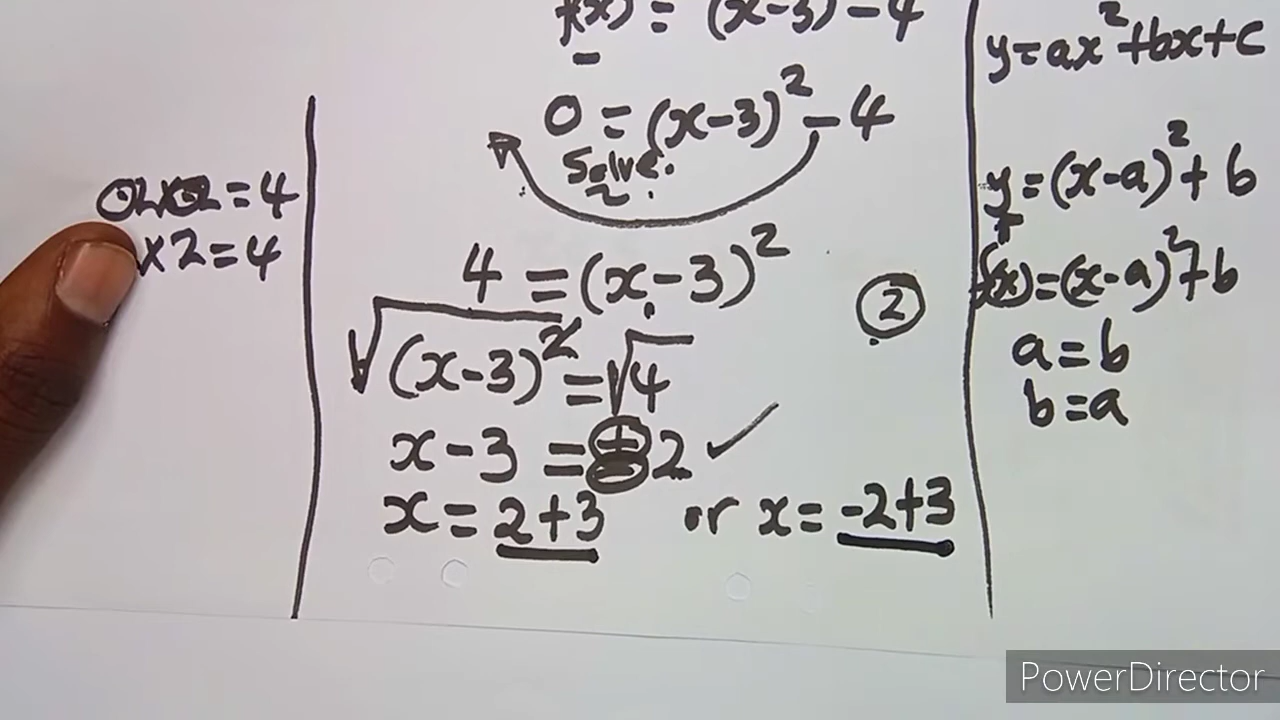 f(x) = (x-3) - 4
0 = (x-3)² - 4
Solve:
4 = (x-3)²
√(x-3)² = √4
x - 3 = ± 2 ✓
x = 2+3 or x = -2+3
2
2 = 4
x2 = 4
y = ax² + bx + c
y = (x-a)² + b
f(x) = (x-a)² + b
a = b
b = a
PowerDirector